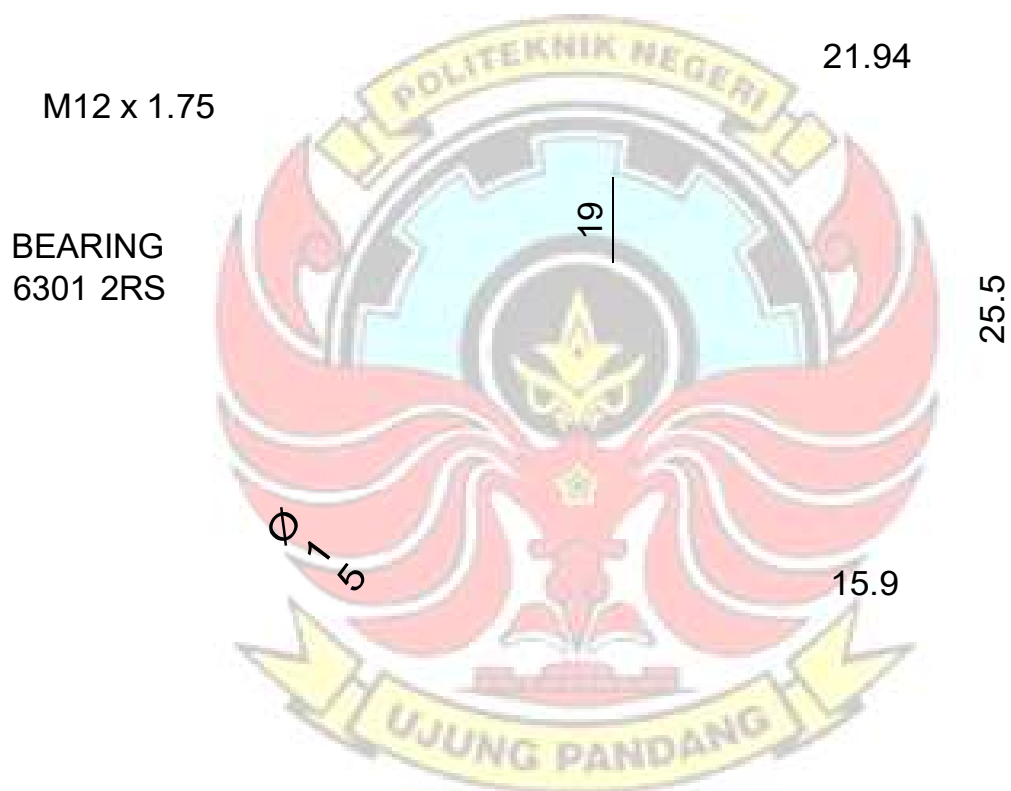 POLITEKNIK NEGERI
21.94
M12 x 1.75
19
BEARING
6301 2RS
25.5
Ø 15
15.9
UJUNG PANDANG